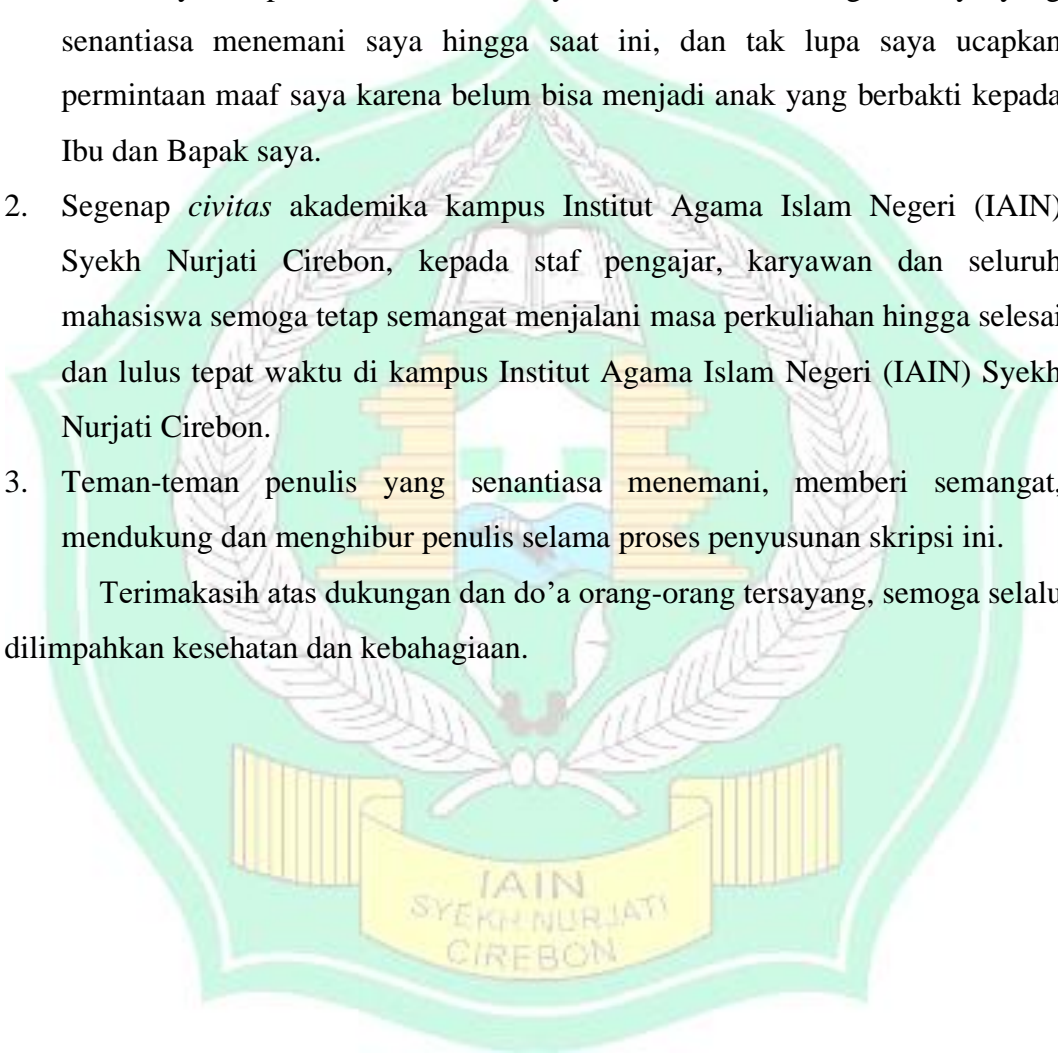 senantiasa menemani saya hingga saat ini, dan tak lupa saya ucapkan
permintaan maaf saya karena belum bisa menjadi anak yang berbakti kepada
Ibu dan Bapak saya.
2. Segenap civitas akademika kampus Institut Agama Islam Negeri (IAIN)
Syekh Nurjati Cirebon, kepada staf pengajar, karyawan dan seluruh
mahasiswa semoga tetap semangat menjalani masa perkuliahan hingga selesai
dan lulus tepat waktu di kampus Institut Agama Islam Negeri (IAIN) Syekh
Nurjati Cirebon.
3. Teman-teman penulis yang senantiasa menemani, memberi semangat,
mendukung dan menghibur penulis selama proses penyusunan skripsi ini.
Terimakasih atas dukungan dan do’a orang-orang tersayang, semoga selalu
dilimpahkan kesehatan dan kebahagiaan.
IAIN
SYEKH NURJATI
CIREBON